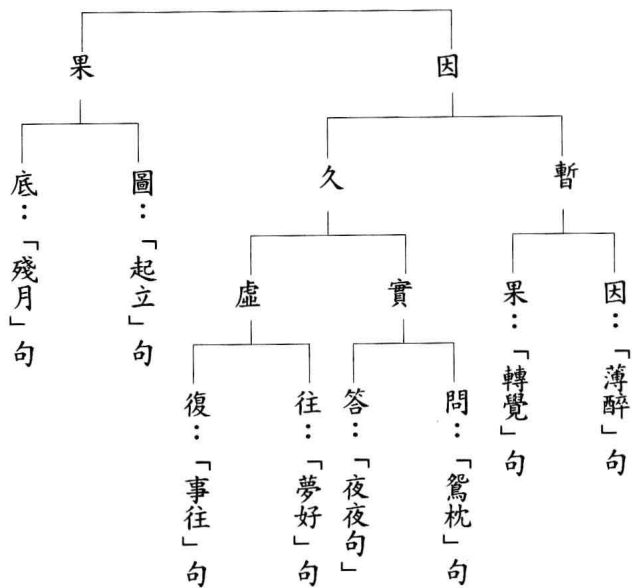 因
果
暫
久
因：「薄醉」句
果：「轉覺」句
實
虛
問：「鴛枕」句
答：「夜夜句」
往：「夢好」句
復：「事往」句
圖：「起立」句
底：「殘月」句